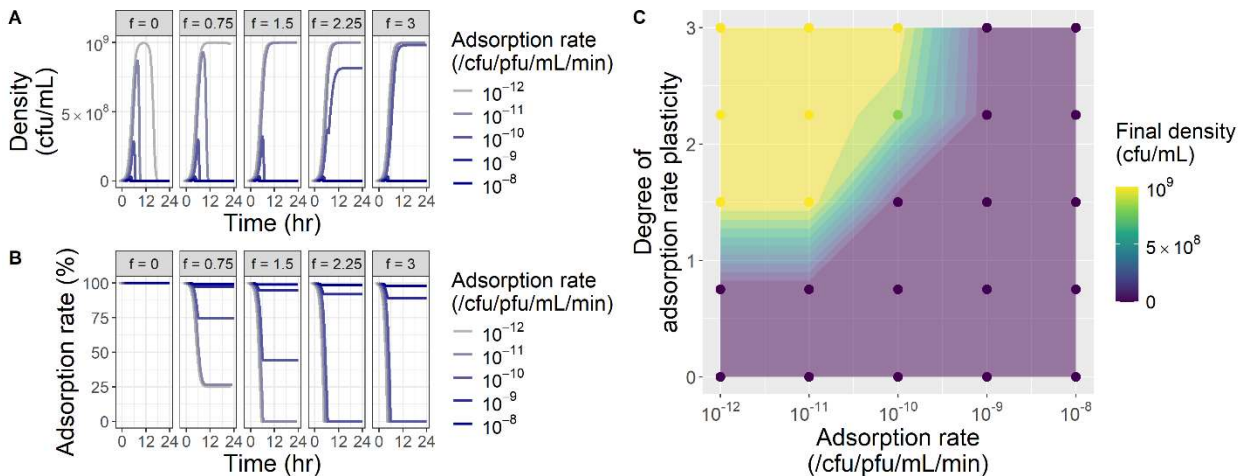 A
f = 0 f = 0.75 f = 1.5 f = 2.25 f = 3
Density
(cfu/mL)
10⁹
5 × 10⁸
0
0 12 24 0 12 24 0 12 24 0 12 24 0 12 24
Time (hr)
Adsorption rate
(/cfu/pfu/mL/min)
10⁻¹²
10⁻¹¹
10⁻¹⁰
10⁻⁹
10⁻⁸
B
f = 0 f = 0.75 f = 1.5 f = 2.25 f = 3
Adsorption rate (%)
100
75
50
25
0
0 12 24 0 12 24 0 12 24 0 12 24 0 12 24
Time (hr)
Adsorption rate
(/cfu/pfu/mL/min)
10⁻¹²
10⁻¹¹
10⁻¹⁰
10⁻⁹
10⁻⁸
C
Degree of
adsorption rate plasticity
3
2
1
0
10⁻¹² 10⁻¹¹ 10⁻¹⁰ 10⁻⁹ 10⁻⁸
Adsorption rate
(/cfu/pfu/mL/min)
Final density
(cfu/mL)
10⁹
5 × 10⁸
0